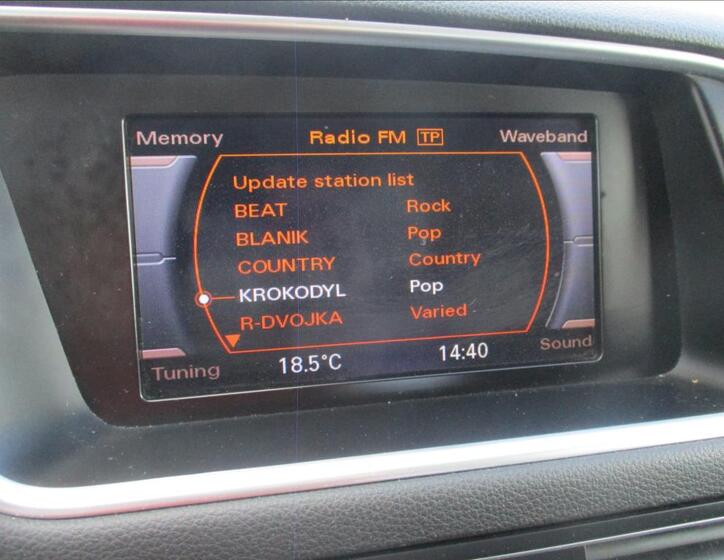 Memory Radio FM TP Waveband
Update station list
BEAT Rock
BLANIK Pop
COUNTRY Country
KROKODYL Pop
R-DVOJKA Varied
Tuning 18.5°C 14:40 Sound